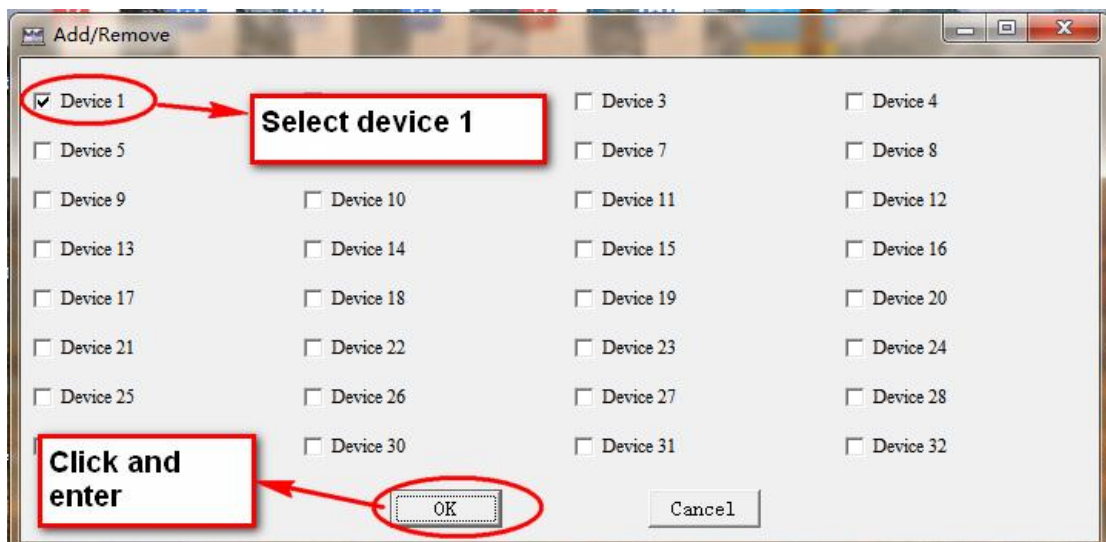 Add/Remove
Device 1
Select device 1
Device 3
Device 4
Device 5
Device 7
Device 8
Device 9
Device 10
Device 11
Device 12
Device 13
Device 14
Device 15
Device 16
Device 17
Device 18
Device 19
Device 20
Device 21
Device 22
Device 23
Device 24
Device 25
Device 26
Device 27
Device 28
Click and
enter
Device 30
Device 31
Device 32
OK
Cancel